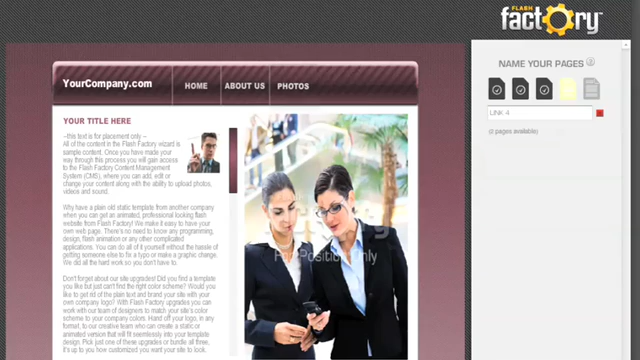 FLASH
factory
NAME YOUR PAGES
YourCompany.com
HOME
ABOUT US
PHOTOS
LINK 4
(2 pages available)
YOUR TITLE HERE
--this text is for placement only --
All of the content in the Flash Factory wizard is
sample content. Once you have made your
way through this process you will gain access
to the Flash Factory Content Management
System (CMS), where you can add, edit or
change your content along with the ability to upload photos,
videos and sound.
Why have a plain old static template from another company
when you can get an animated, professional looking flash
website from Flash Factory! We make it easy to have your
own web page. There's no need to know any programming,
design, flash animation or any other complicated
applications. You can do all of it yourself without the hassle of
getting someone else to fix a typo or make a graphic change.
We did all the hard work so you don't have to.
Don't forget about our site upgrades! Did you find a template
you like but just can't find the right color scheme? Would you
like to get rid of the plain text and brand your site with your
own company logo? With Flash Factory upgrades you can
work with our team of designers to match your site's color
scheme to your company colors. Hand off your logo, in any
format, to our creative team who can create a static or
animated version that will fit seamlessly into your template
design. Pick just one of these upgrades or bundle all three,
it's up to you how customized you want your site to look.
For Position Only